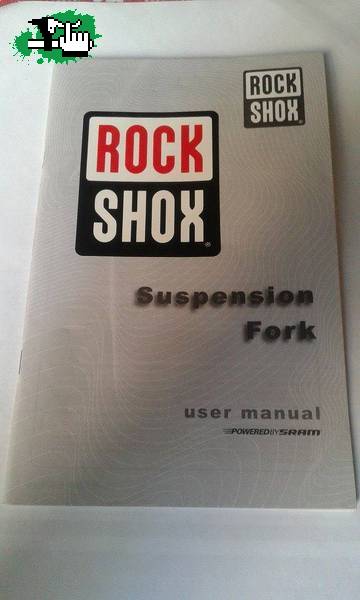 ROCK
SHOX®
ROCK
SHOX®
Suspension
Fork
user manual
POWERED BY SRAM